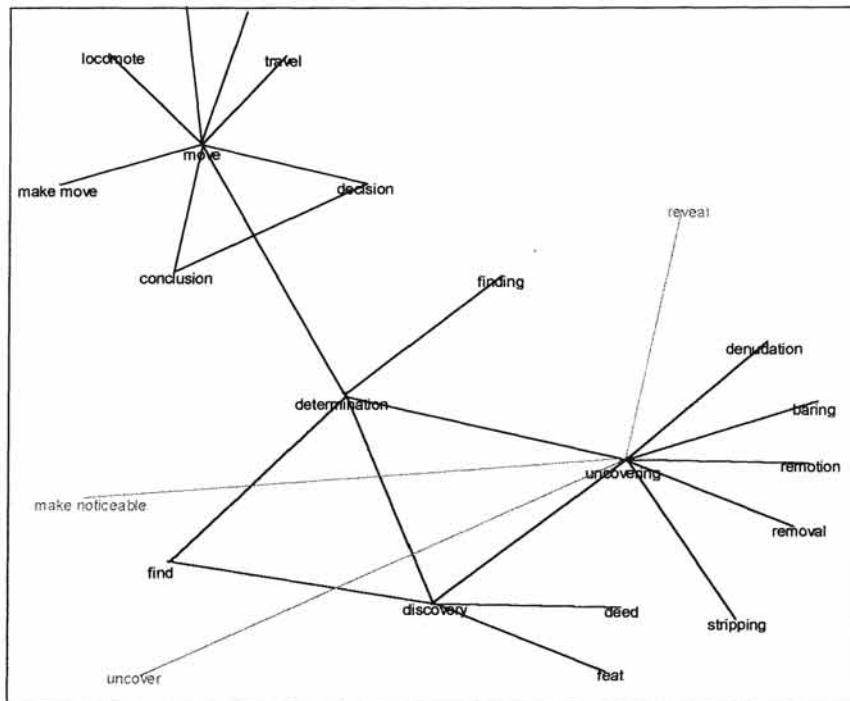 locomote
travel
move
make move
decision
reveal
conclusion
finding
denudation
determination
baring
uncovering
remotion
make noticeable
removal
find
discovery
deed
stripping
uncover
feat